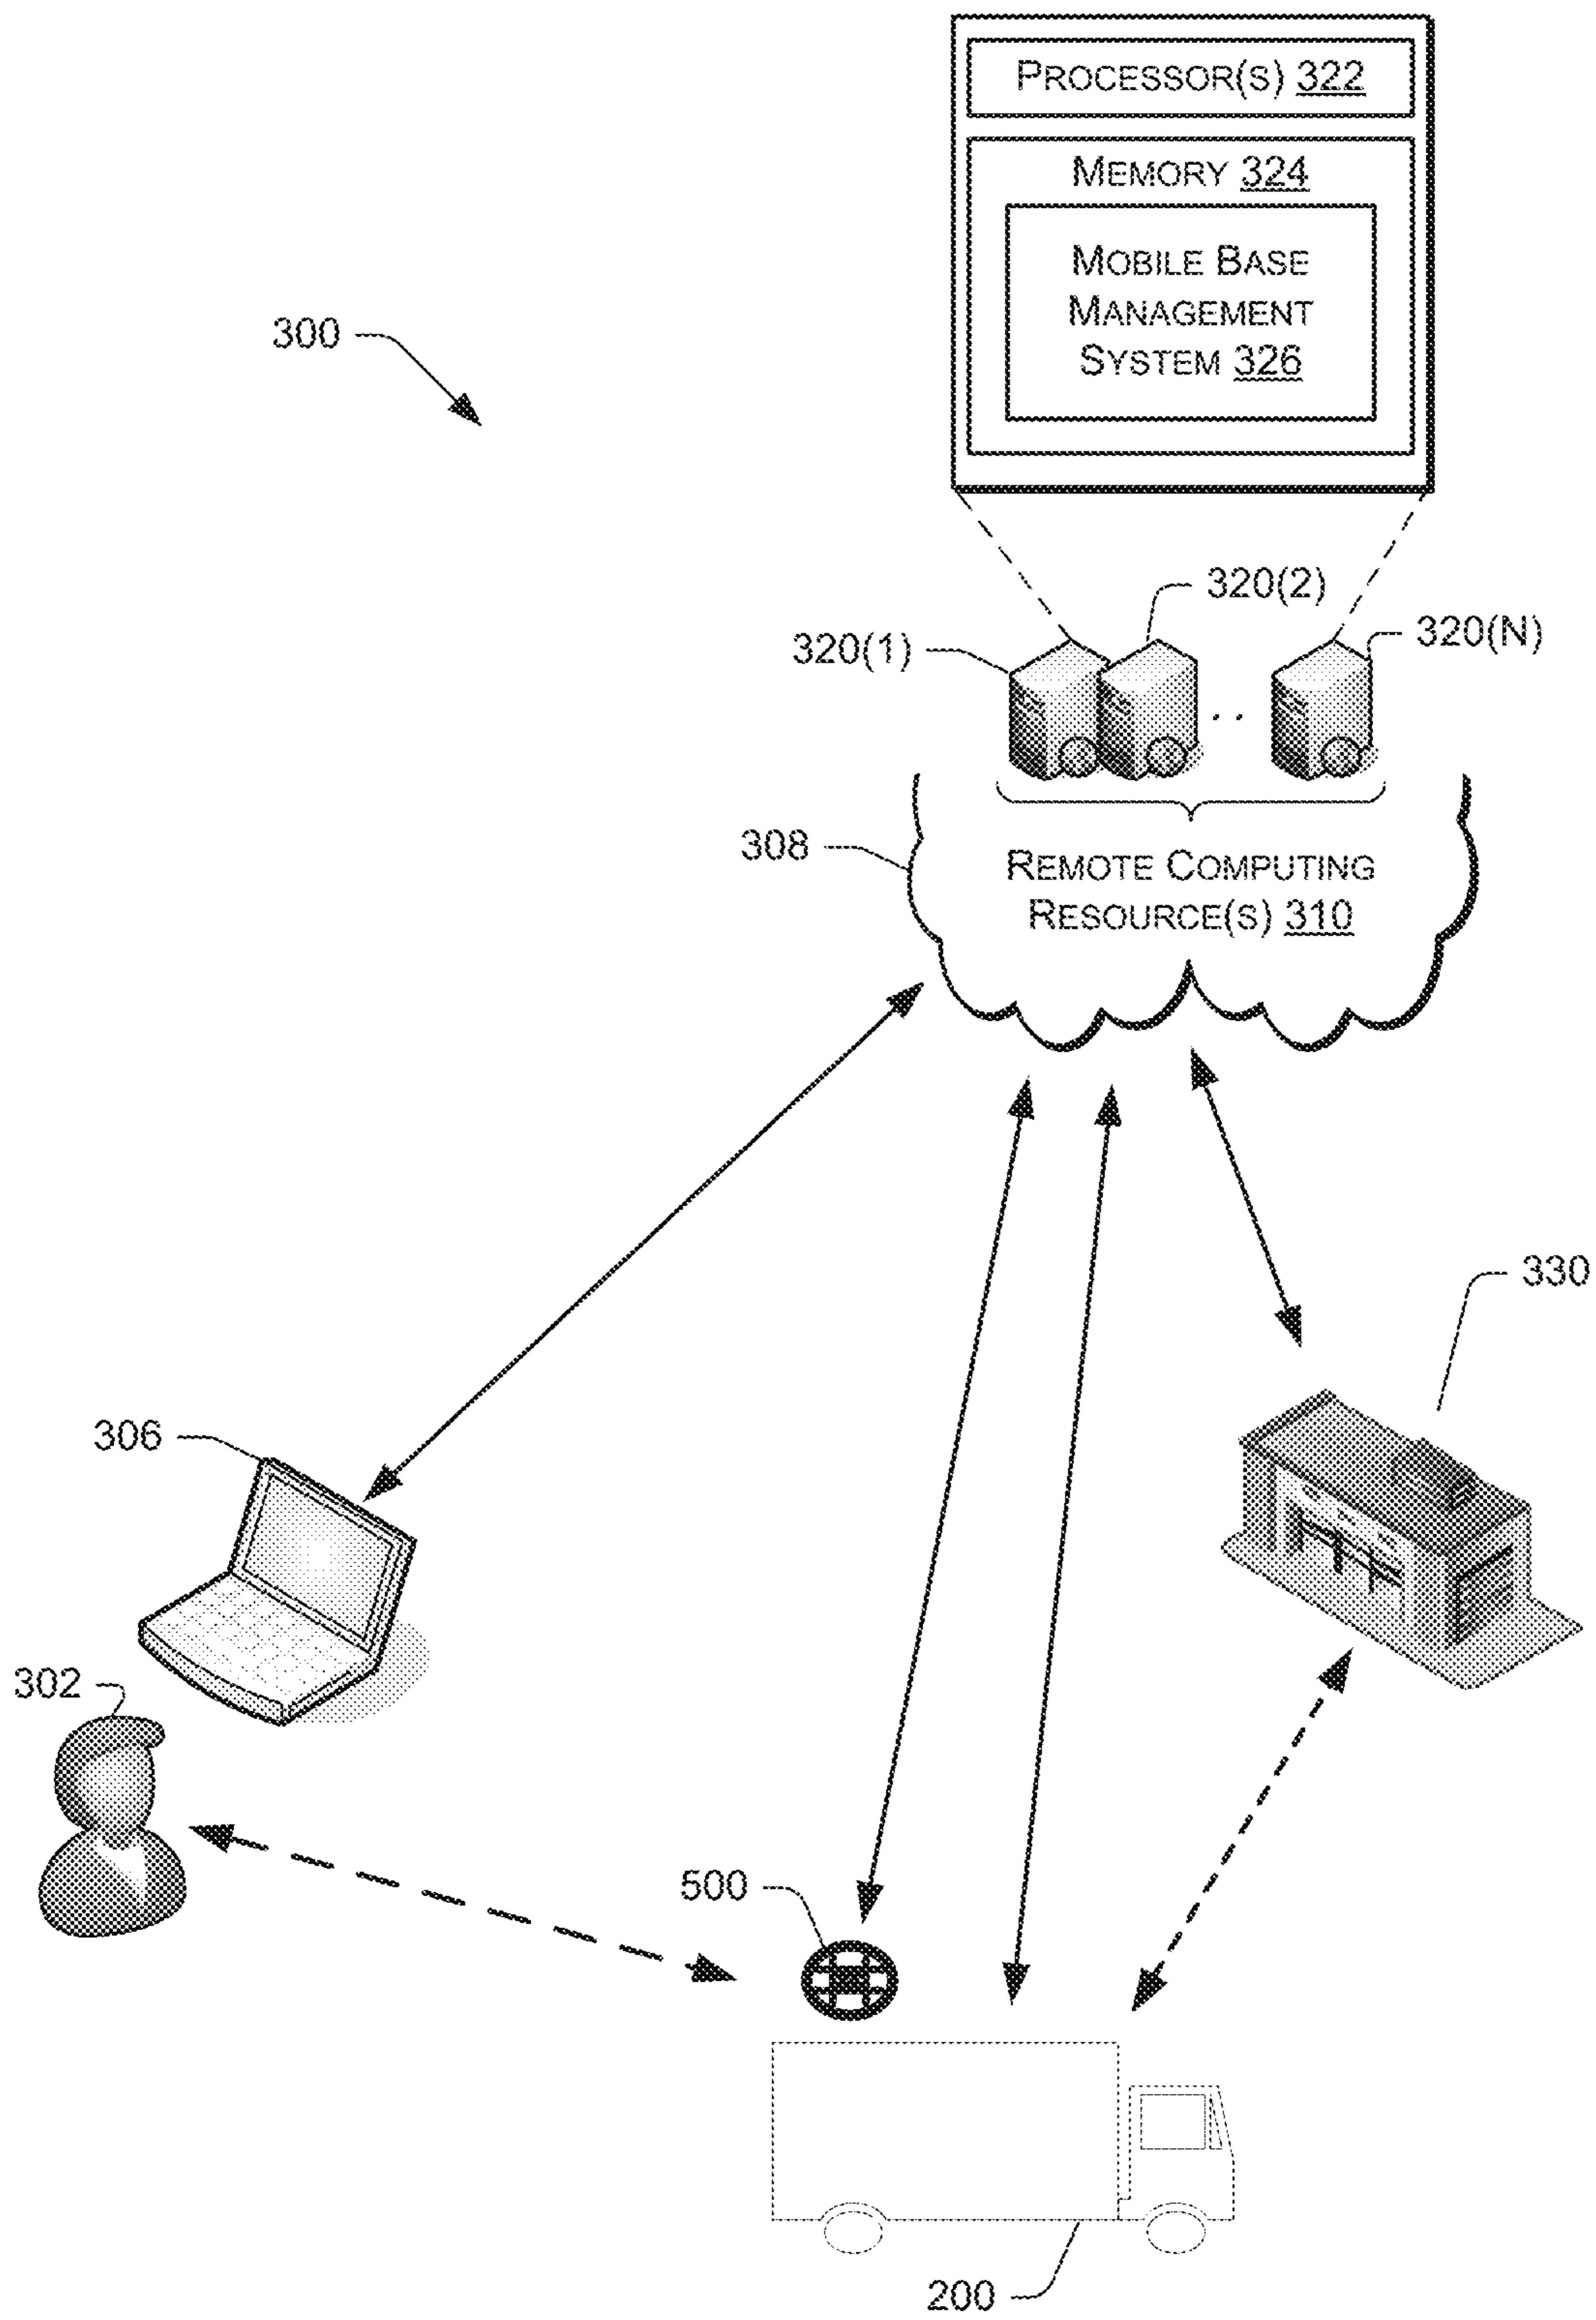 PROCESSOR(S) 322
MEMORY 324
MOBILE BASE
MANAGEMENT
SYSTEM 326
300
320(2)
320(1)
320(N)
308
REMOTE COMPUTING
RESOURCE(S) 310
330
306
302
500
200